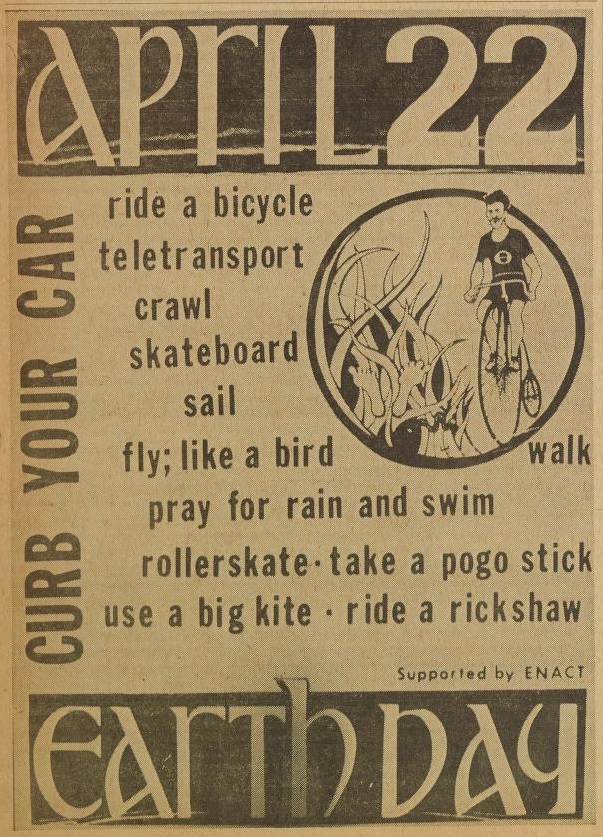 APRIL 22
CURB YOUR CAR
ride a bicycle
teletransport
crawl
skateboard
sail
fly; like a bird
walk
pray for rain and swim
rollerskate · take a pogo stick
use a big kite · ride a rickshaw
Supported by ENACT
EARTH DAY